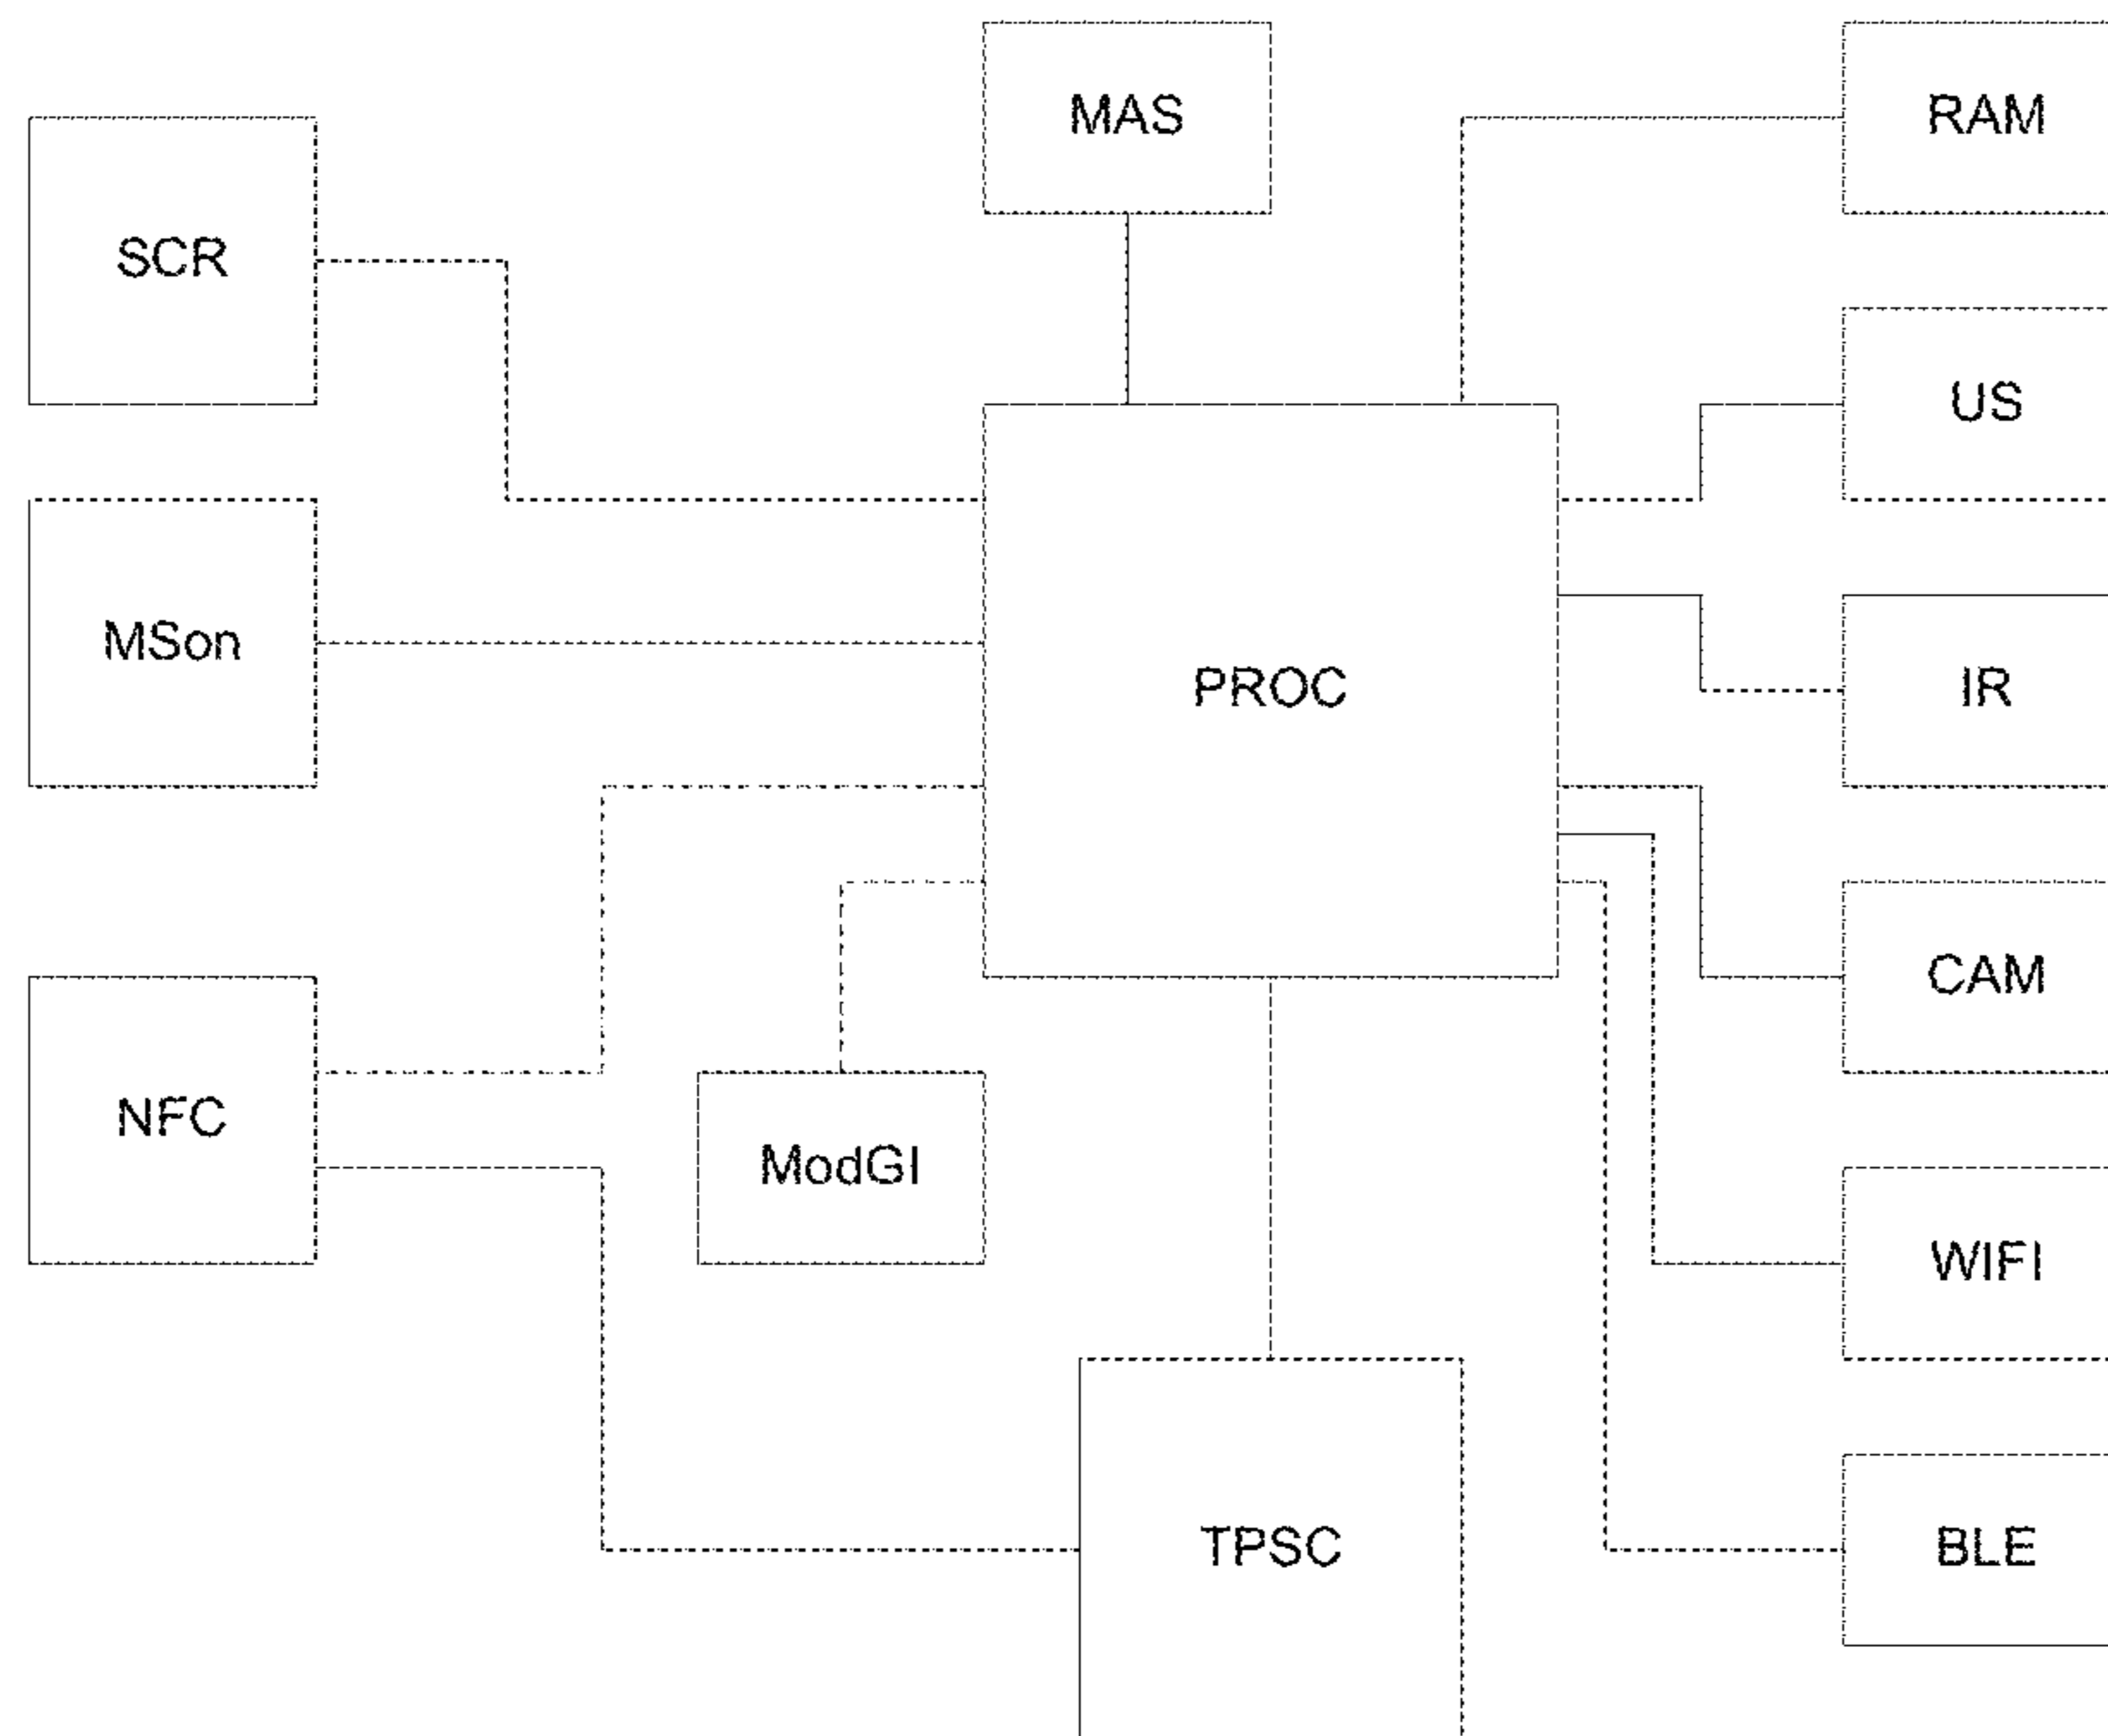 MAS
RAM
SCR
US
MSon
PROC
IR
CAM
NFC
ModGI
WIFI
TPSC
BLE